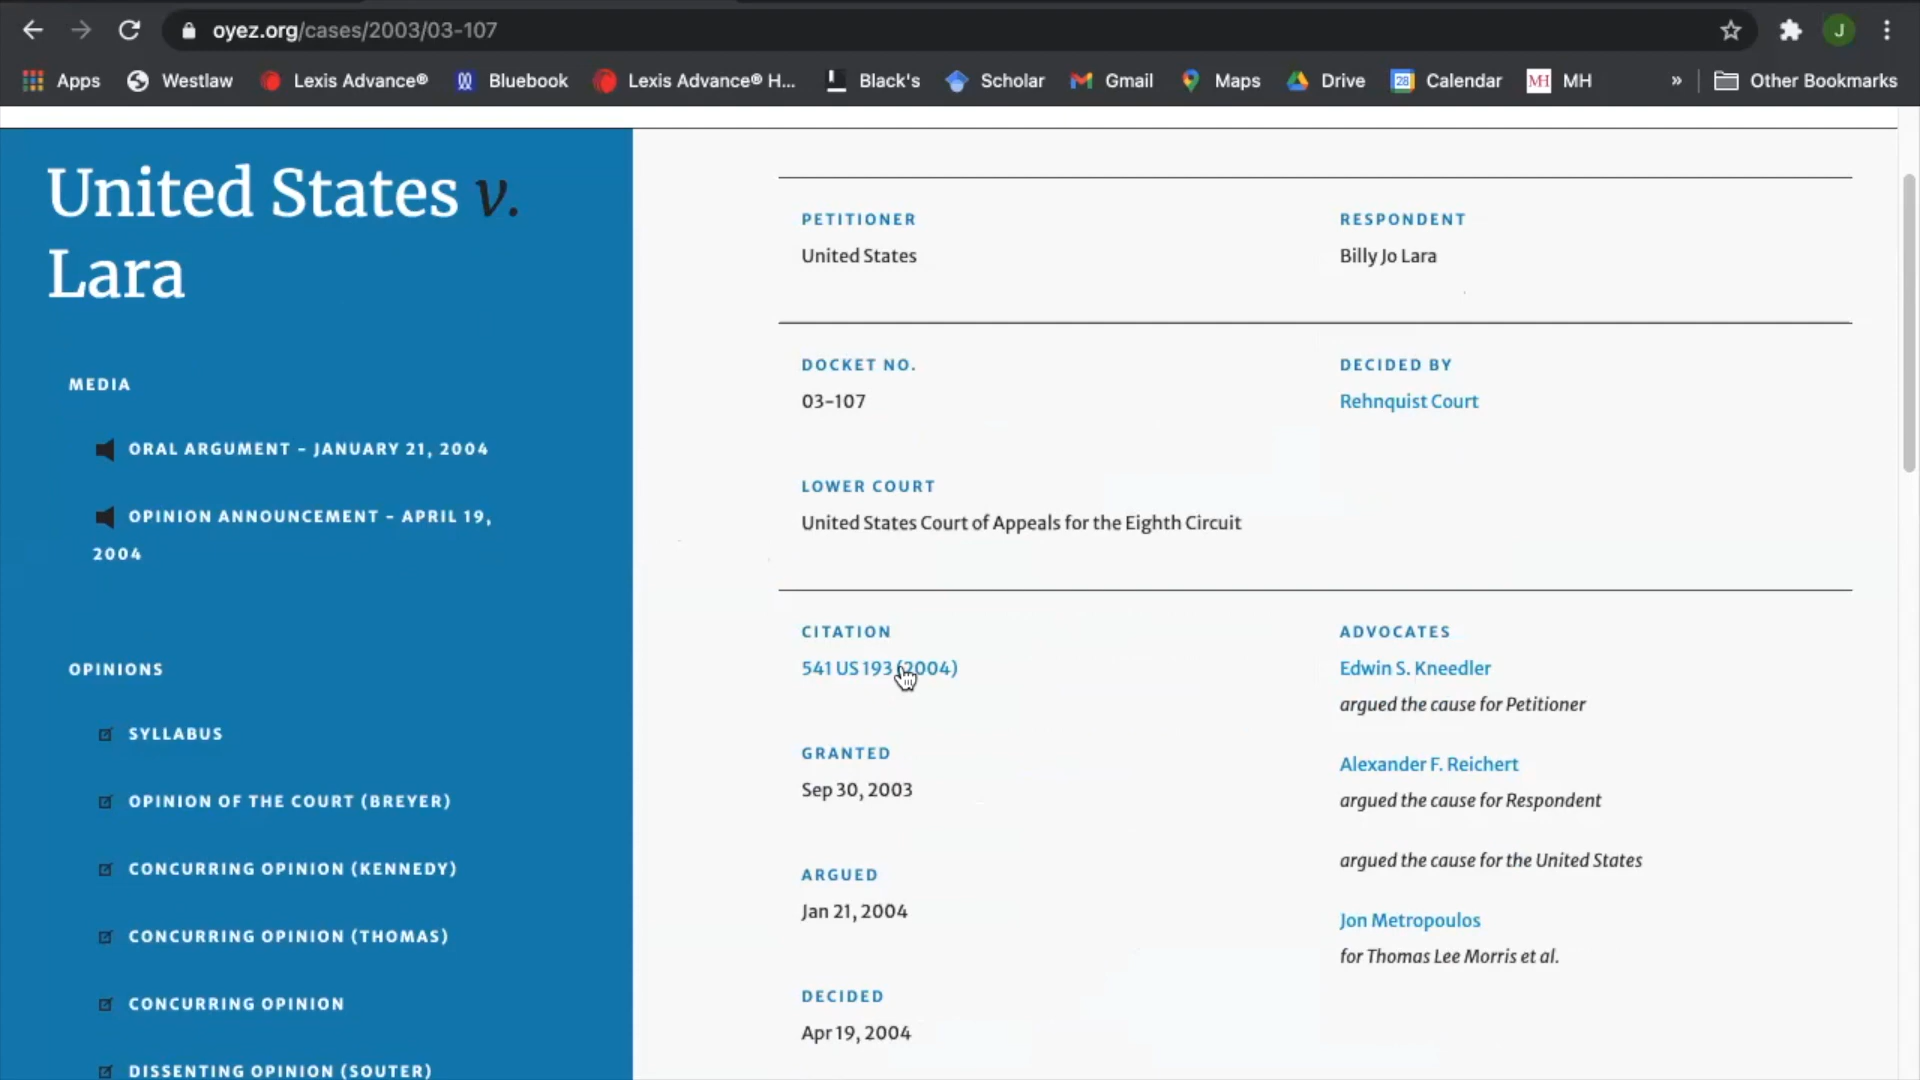 oyez.org/cases/2003/03-107
J
Apps Westlaw Lexis Advance® Bluebook Lexis Advance® H... Black's Scholar Gmail Maps 28 Calendar Drive MH MH » Other Bookmarks
United States v.
Lara
MEDIA
ORAL ARGUMENT - JANUARY 21, 2004
OPINION ANNOUNCEMENT - APRIL 19,
2004
OPINIONS
SYLLABUS
OPINION OF THE COURT (BREYER)
CONCURRING OPINION (KENNEDY)
CONCURRING OPINION (THOMAS)
CONCURRING OPINION
DISSENTING OPINION (SOUTER)
PETITIONER
United States
RESPONDENT
Billy Jo Lara
DOCKET NO.
03-107
DECIDED BY
Rehnquist Court
LOWER COURT
United States Court of Appeals for the Eighth Circuit
CITATION
541 US 193 (2004)
GRANTED
Sep 30, 2003
ARGUED
Jan 21, 2004
DECIDED
Apr 19, 2004
ADVOCATES
Edwin S. Kneedler
argued the cause for Petitioner
Alexander F. Reichert
argued the cause for Respondent
argued the cause for the United States
Jon Metropoulos
for Thomas Lee Morris et al.